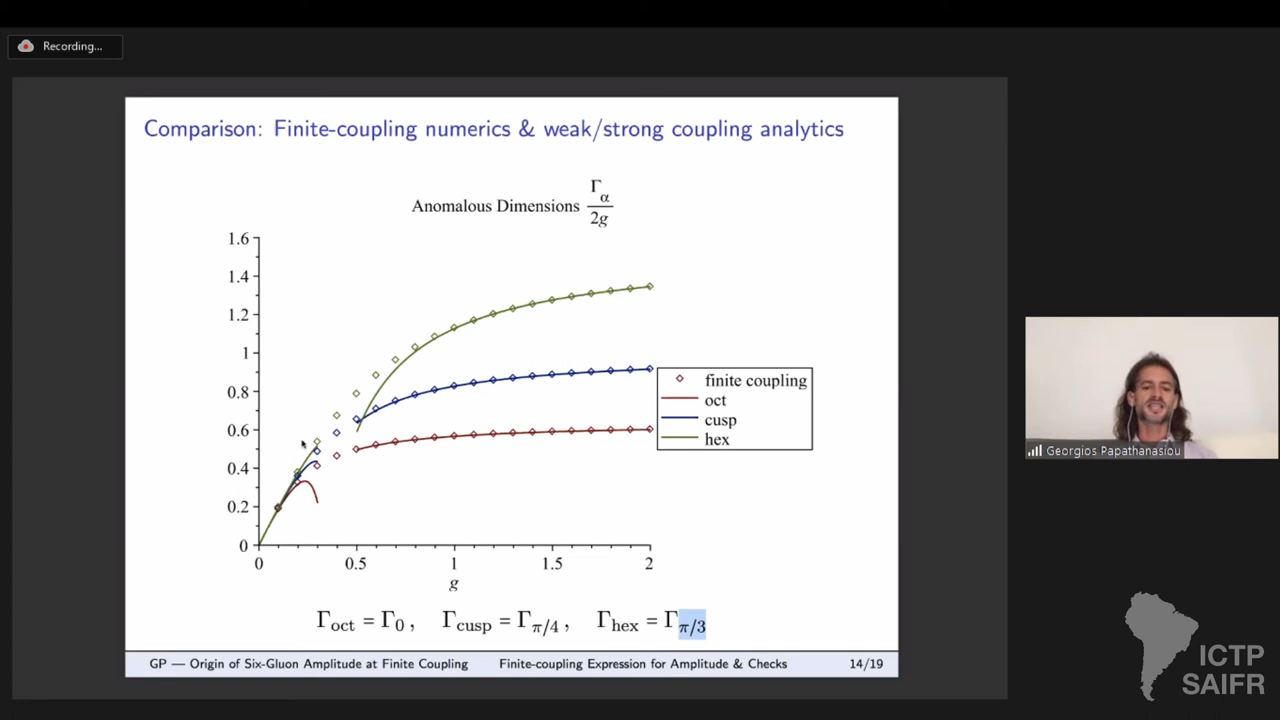 Recording...
Comparison: Finite-coupling numerics & weak/strong coupling analytics
Anomalous Dimensions Γα/2g
1.6
1.4
1.2
1
0.8
0.6
0.4
0.2
0
0 0.5 1 1.5 2
g
finite coupling
oct
cusp
hex
Γoct = Γ0 , Γcusp = Γπ/4 , Γhex = Γπ/3
GP — Origin of Six-Gluon Amplitude at Finite Coupling Finite-coupling Expression for Amplitude & Checks 14/19
Georgios Papathanasiou
ICTP
SAIFR